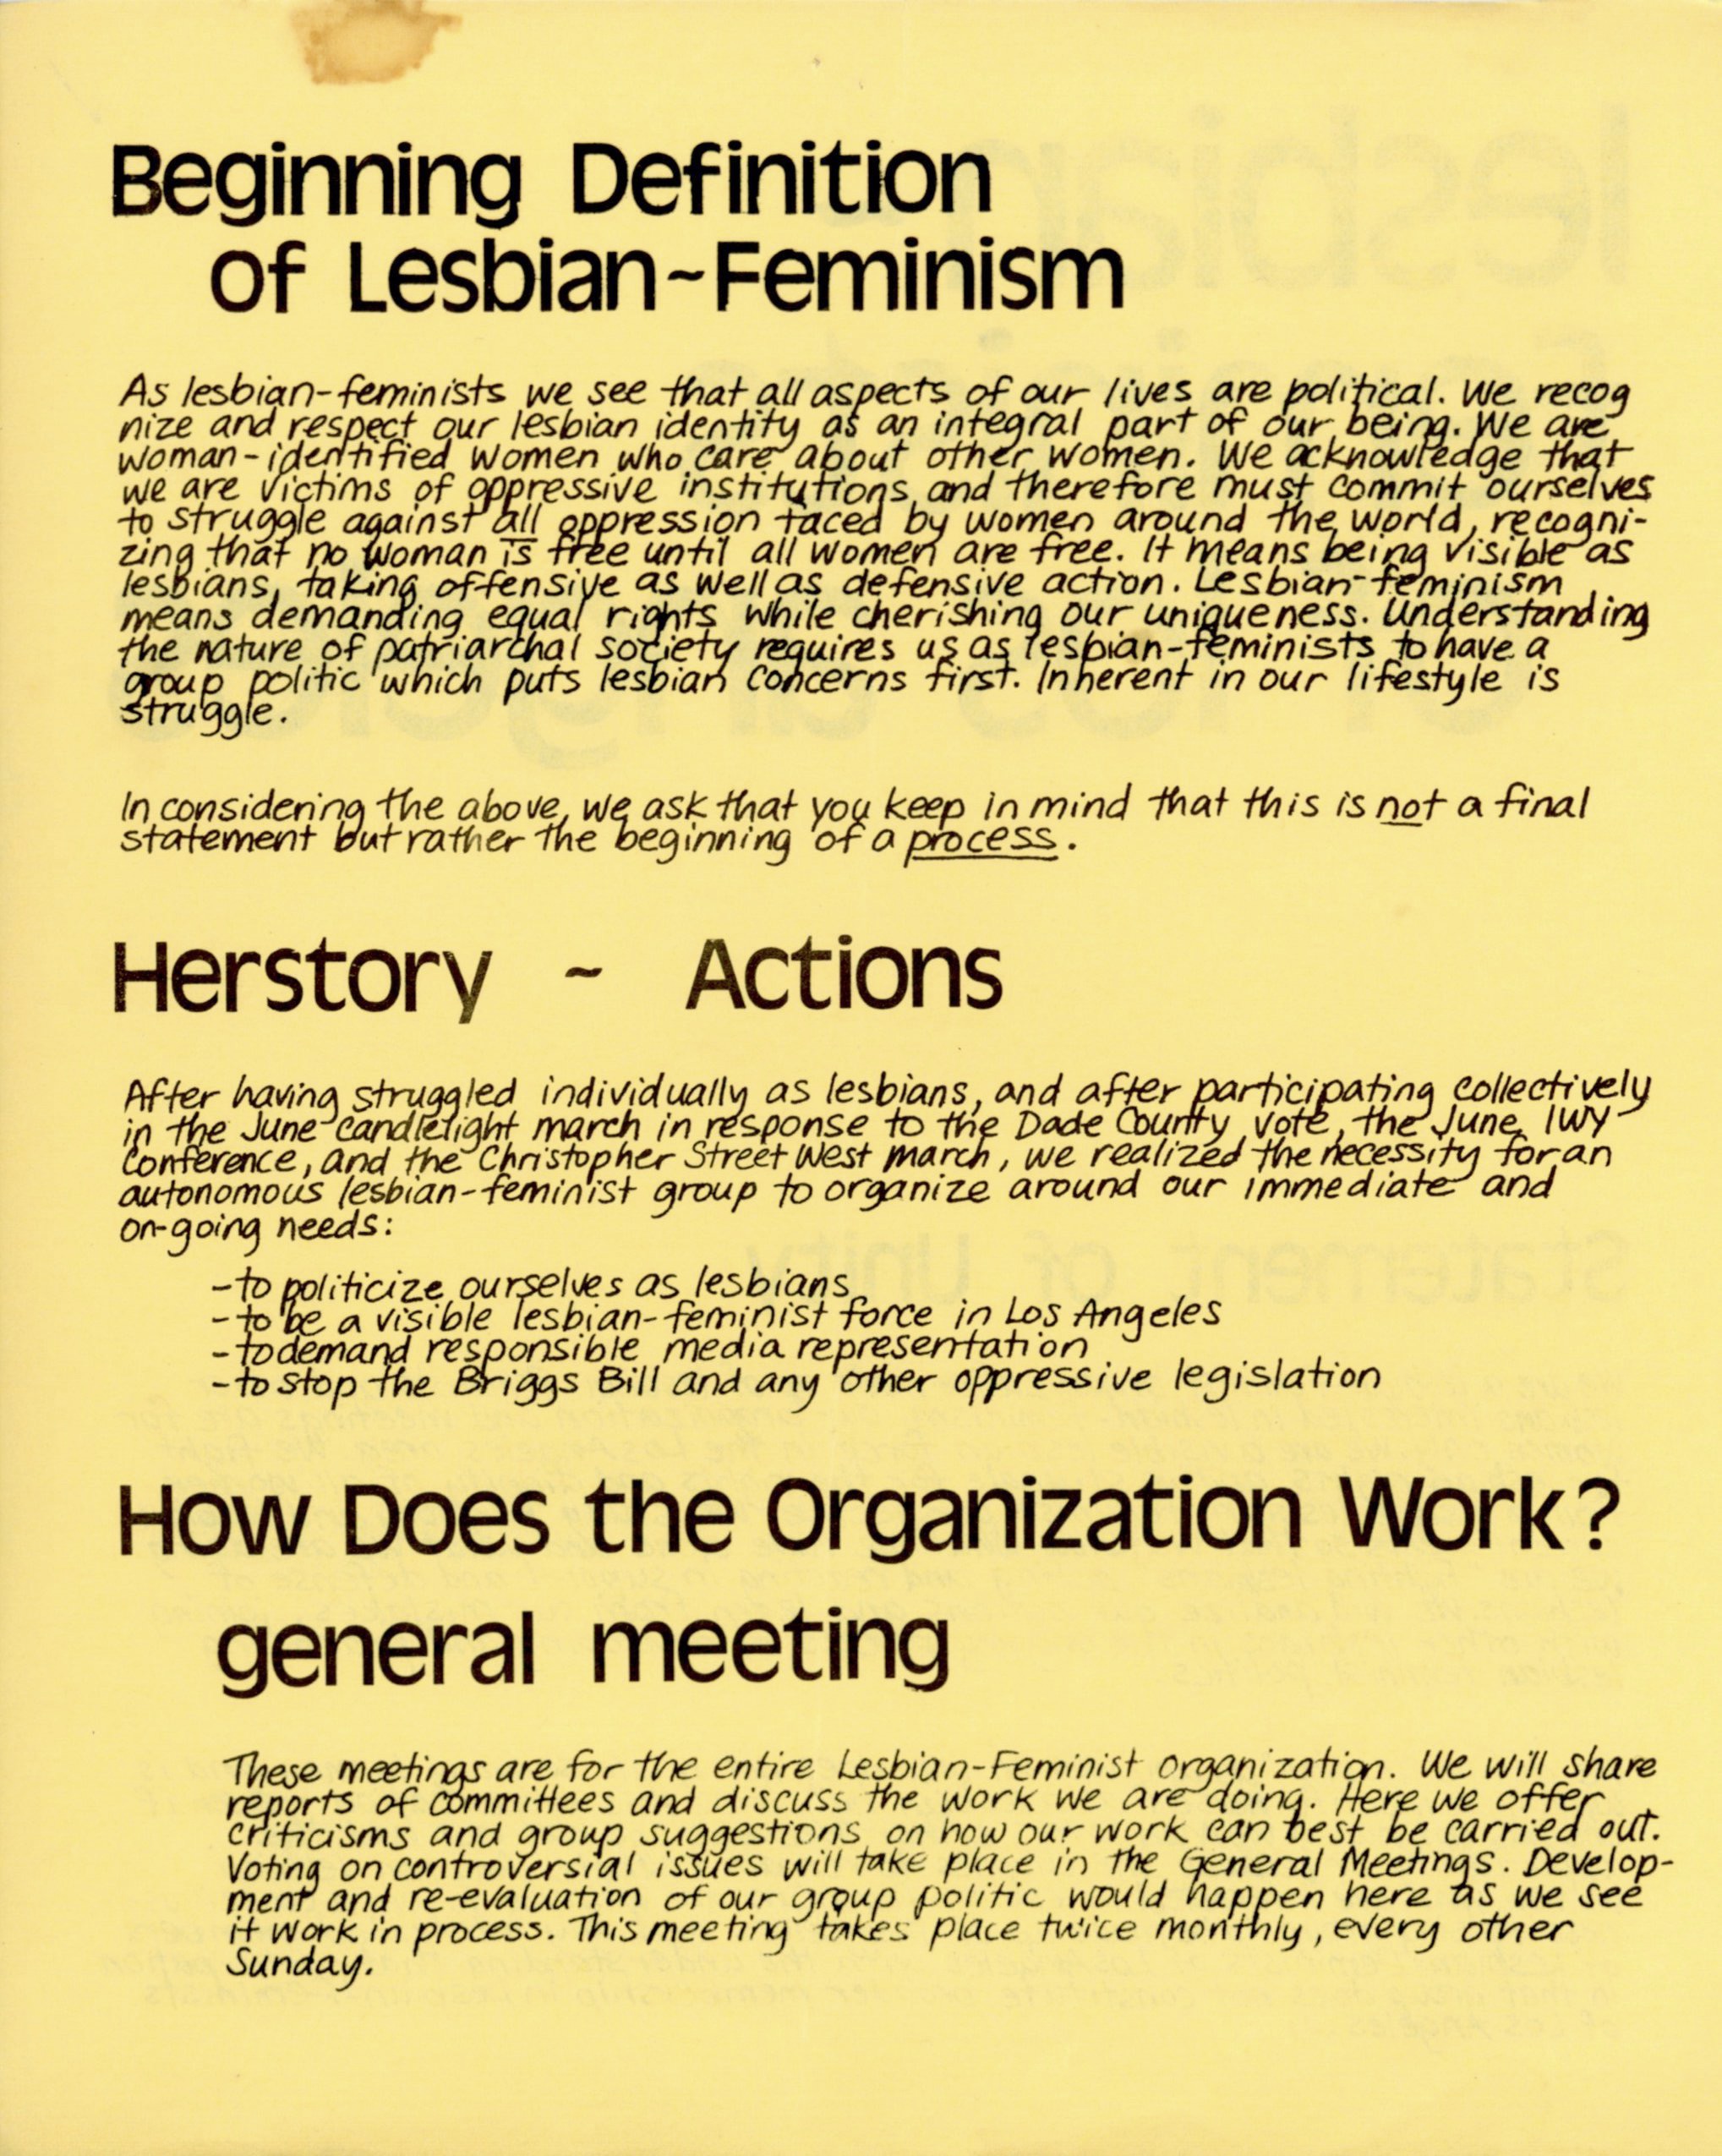 Beginning Definition
of Lesbian~Feminism
As lesbian-feminists we see that all aspects of our lives are political. We recog
nize and respect our lesbian identity as an integral part of our being. We are
woman-identified women who care about other women. We acknowledge that
we are victims of oppressive institutions and therefore must commit ourselves
to struggle against all oppression faced by women around the world, recogni-
zing that no woman is free until all women are free. It means being visible as
lesbians, taking offensive as well as defensive action. Lesbian-feminism
means demanding equal rights while cherishing our uniqueness. Understanding
the nature of patriarchal society requires us as lesbian-feminists to have a
group politic which puts lesbian concerns first. Inherent in our lifestyle is
struggle.
In considering the above, we ask that you keep in mind that this is not a final
statement but rather the beginning of a process.
Herstory ~ Actions
After having struggled individually as lesbians, and after participating collectively
in the June candlelight march in response to the Dade County vote, the June IWY
Conference, and the Christopher Street West march, we realized the necessity for an
autonomous lesbian-feminist group to organize around our immediate and
on-going needs:
-to politicize ourselves as lesbians
-to be a visible lesbian-feminist force in Los Angeles
-to demand responsible media representation
-to stop the Briggs Bill and any other oppressive legislation
How Does the Organization Work?
general meeting
These meetings are for the entire Lesbian-Feminist organization. We will share
reports of committees and discuss the work we are doing. Here we offer
criticisms and group suggestions on how our work can best be carried out.
Voting on controversial issues will take place in the General Meetings. Develop-
ment and re-evaluation of our group politic would happen here as we see
it work in process. This meeting takes place twice monthly, every other
Sunday.